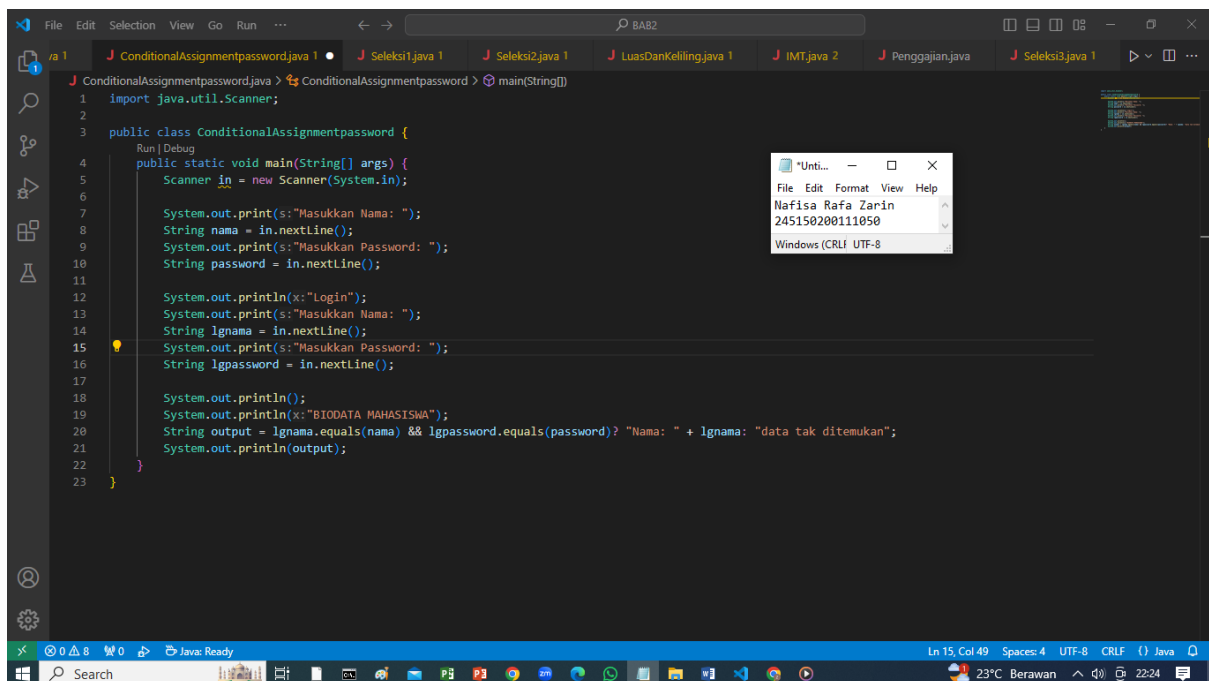 File Edit Selection View Go Run ··· ← → BAB2
va 1 J ConditionalAssignmentpassword.java 1 ● J Seleksi1.java 1 J Seleksi2.java 1 J LuasDanKeliling.java 1 J IMT.java 2 J Penggajian.java J Seleksi3.java 1
J ConditionalAssignmentpassword.java > ConditionalAssignmentpassword > main(String[])
1 import java.util.Scanner;
2
3 public class ConditionalAssignmentpassword {
Run | Debug
4 public static void main(String[] args) {
5 Scanner in = new Scanner(System.in);
6
7 System.out.print(s:"Masukkan Nama: ");
8 String nama = in.nextLine();
9 System.out.print(s:"Masukkan Password: ");
10 String password = in.nextLine();
11
12 System.out.println(x:"Login");
13 System.out.print(s:"Masukkan Nama: ");
14 String lgnama = in.nextLine();
15 System.out.print(s:"Masukkan Password: ");
16 String lgpassword = in.nextLine();
17
18 System.out.println();
19 System.out.println(x:"BIODATA MAHASISWA");
20 String output = lgnama.equals(nama) && lgpassword.equals(password)? "Nama: " + lgnama: "data tak ditemukan";
21 System.out.println(output);
22 }
23 }
*Unti...
File Edit Format View Help
Nafisa Rafa Zarin
245150200111050
Windows (CRLF UTF-8
0 8 0 Java: Ready Ln 15, Col 49 Spaces: 4 UTF-8 CRLF {} Java
Search 23°C Berawan 22:24